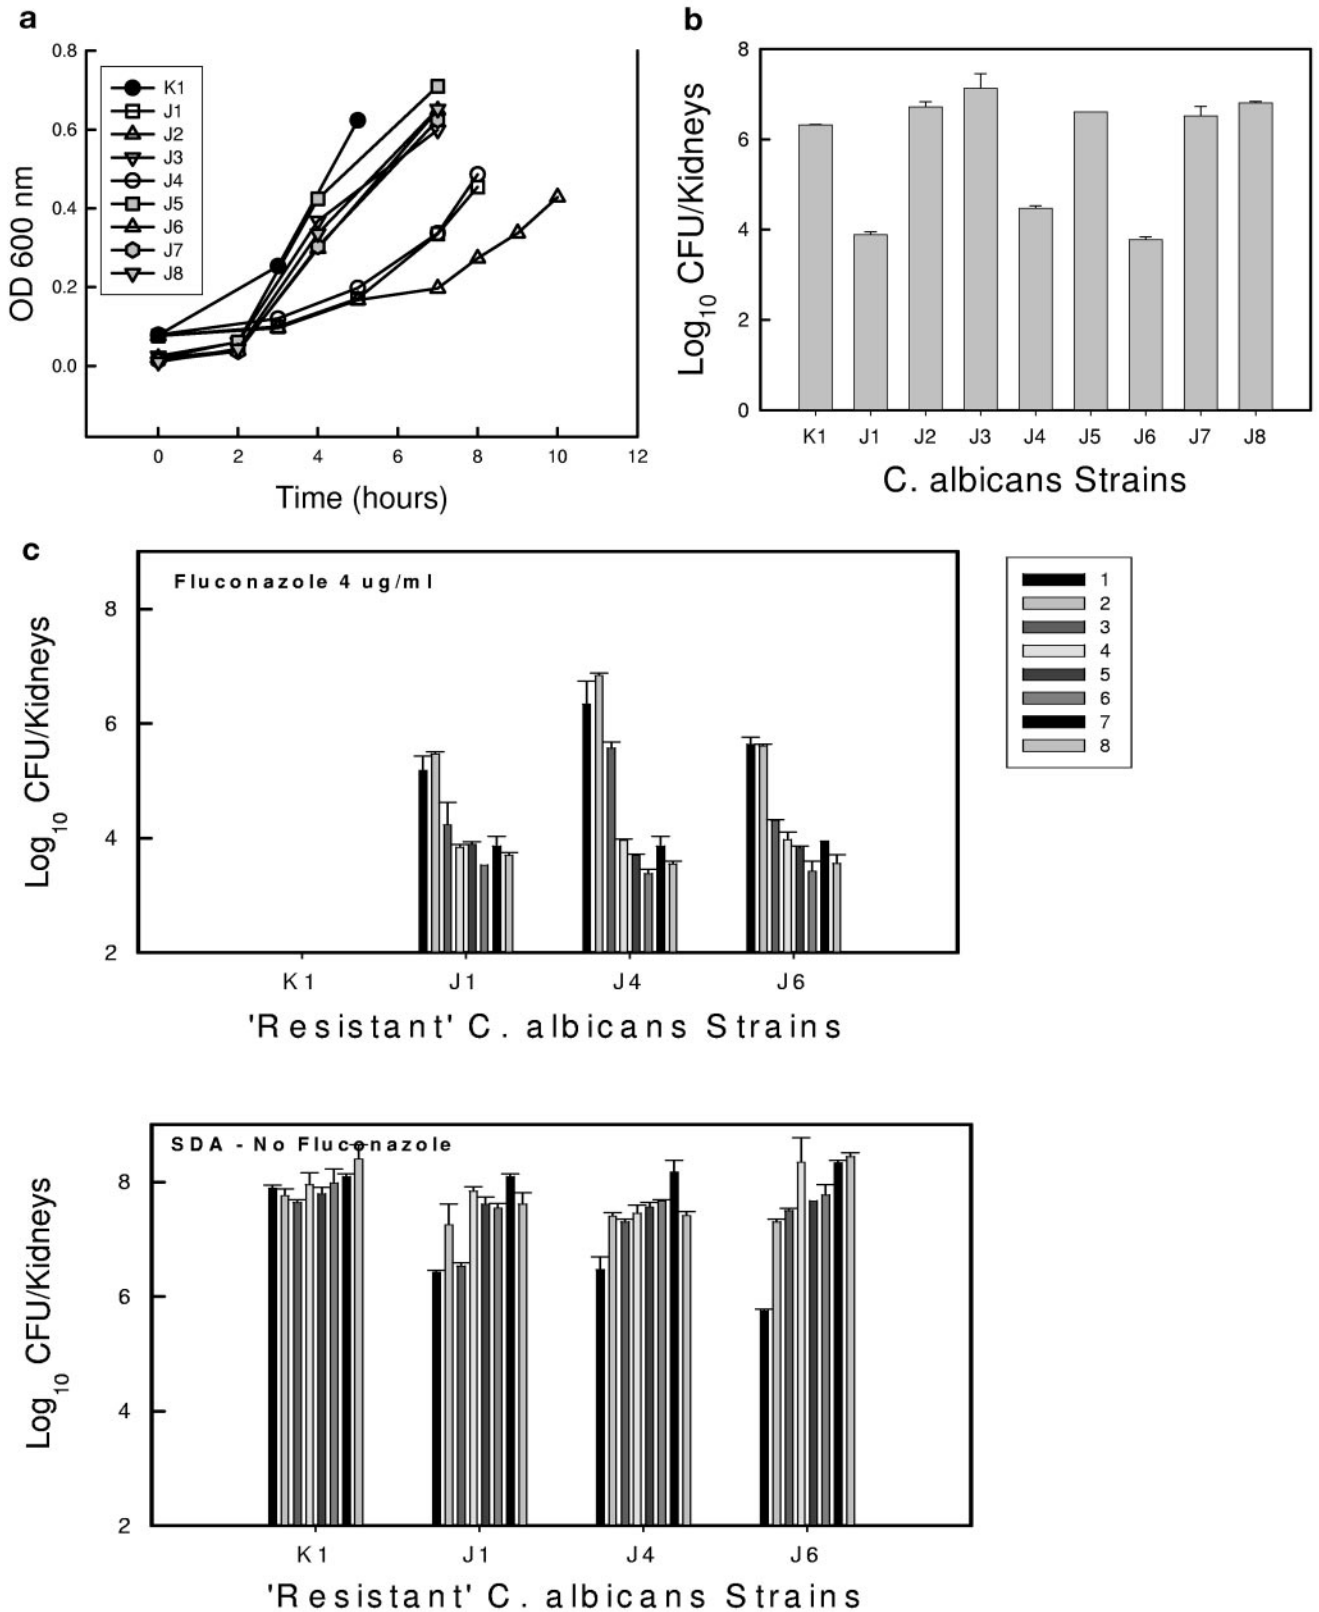 a
0.8
0.6
0.4
0.2
0.0
OD 600 nm
K1
J1
J2
J3
J4
J5
J6
J7
J8
0 2 4 6 8 10 12
Time (hours)
b
8
6
4
2
0
Log10 CFU/Kidneys
K1 J1 J2 J3 J4 J5 J6 J7 J8
C. albicans Strains
c
Fluconazole 4 ug/ml
8
6
4
2
Log10 CFU/Kidneys
K1 J1 J4 J6
'Resistant' C. albicans Strains
1
2
3
4
5
6
7
8
SDA - No Fluconazole
8
6
4
2
Log10 CFU/Kidneys
K1 J1 J4 J6
'Resistant' C. albicans Strains